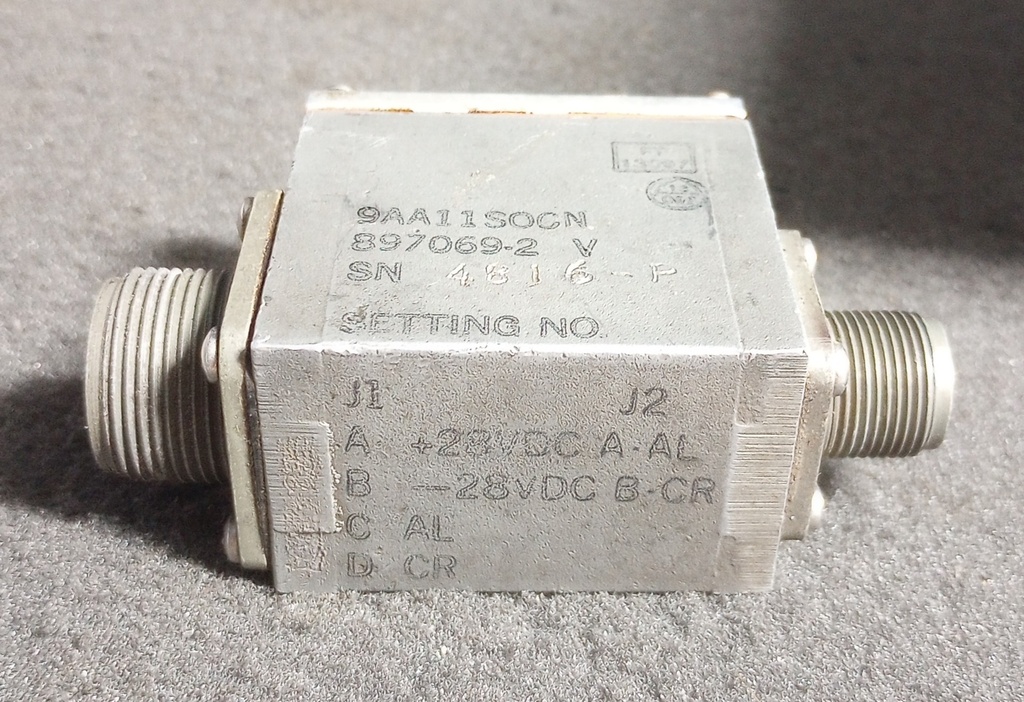 9AA11SOCN
897069-2 V
SN 4816-P
SETTING NO.
J1 J2
A +28VDC A-AL
B -28VDC B-CR
C AL
D CR